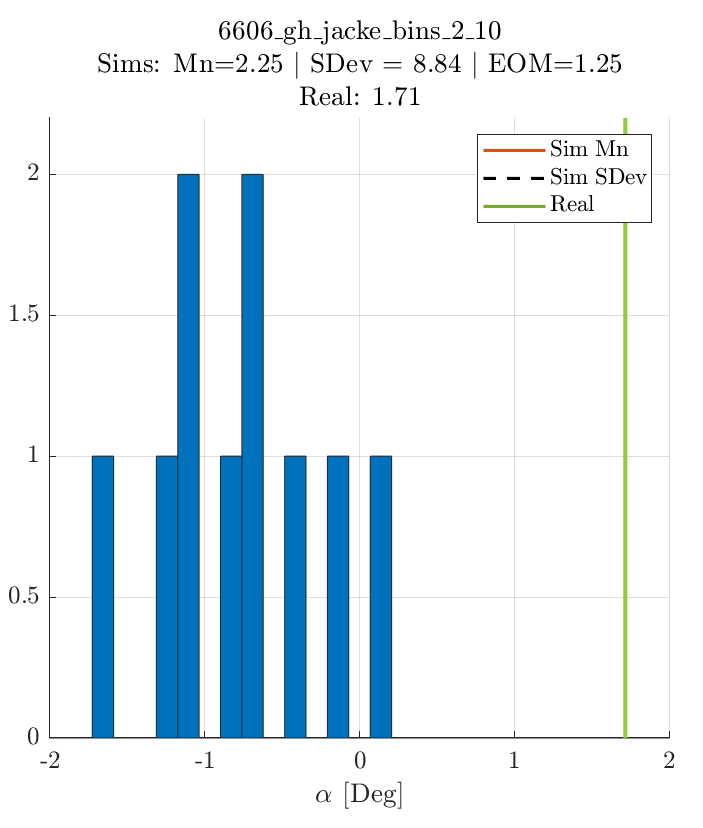 6606_gh_jacke_bins_2_10
Sims: Mn=2.25 | SDev = 8.84 | EOM=1.25
Real: 1.71
Sim Mn
Sim SDev
Real
2
1.5
1
0.5
0
-2 -1 0 1 2
α [Deg]